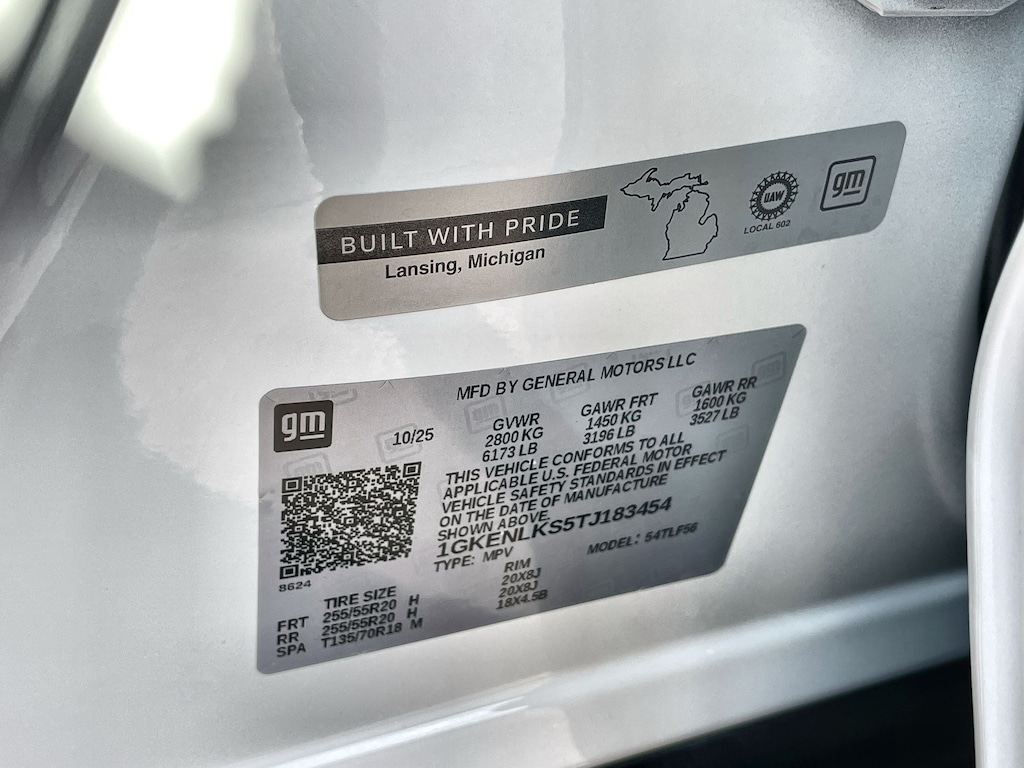 BUILT WITH PRIDE
Lansing, Michigan
UAW
LOCAL 602
gm
MFD BY GENERAL MOTORS LLC
gm
10/25
GVWR GAWR FRT GAWR RR
2800 KG 1450 KG 1600 KG
6173 LB 3196 LB 3527 LB
THIS VEHICLE CONFORMS TO ALL
APPLICABLE U.S. FEDERAL MOTOR
VEHICLE SAFETY STANDARDS IN EFFECT
ON THE DATE OF MANUFACTURE
SHOWN ABOVE
1GKENLKS5TJ183454
TYPE: MPV MODEL: 54TLF56
8624
TIRE SIZE RIM
FRT 255/55R20 H 20X8J
RR 255/55R20 H 20X8J
SPA T135/70R18 M 18X4.5B